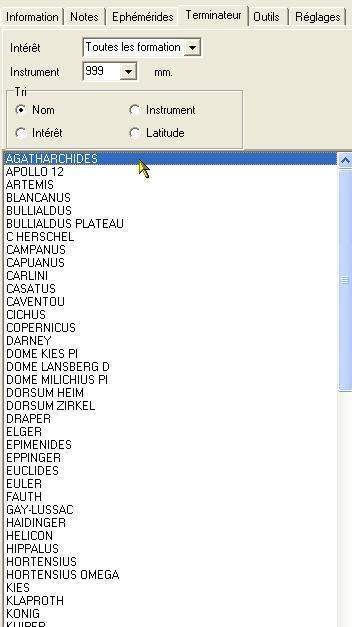 Information Notes Ephémérides Terminateur Outils Réglages
Intérêt Toutes les formation
Instrument 999 mm.
Tri
Nom Instrument
Intérêt Latitude
AGATHARCHIDES
APOLLO 12
ARTEMIS
BLANCANUS
BULLIALDUS
BULLIALDUS PLATEAU
C HERSCHEL
CAMPANUS
CAPUANUS
CARLINI
CASATUS
CAVENTOU
CICHUS
COPERNICUS
DARNEY
DOME KIES PI
DOME LANSBERG D
DOME MILICHIUS PI
DORSUM HEIM
DORSUM ZIRKEL
DRAPER
ELGER
EPIMENIDES
EPPINGER
EUCLIDES
EULER
FAUTH
GAY-LUSSAC
HAIDINGER
HELICON
HIPPALUS
HORTENSIUS
HORTENSIUS OMEGA
KIES
KLAPROTH
KONIG
KUIPER